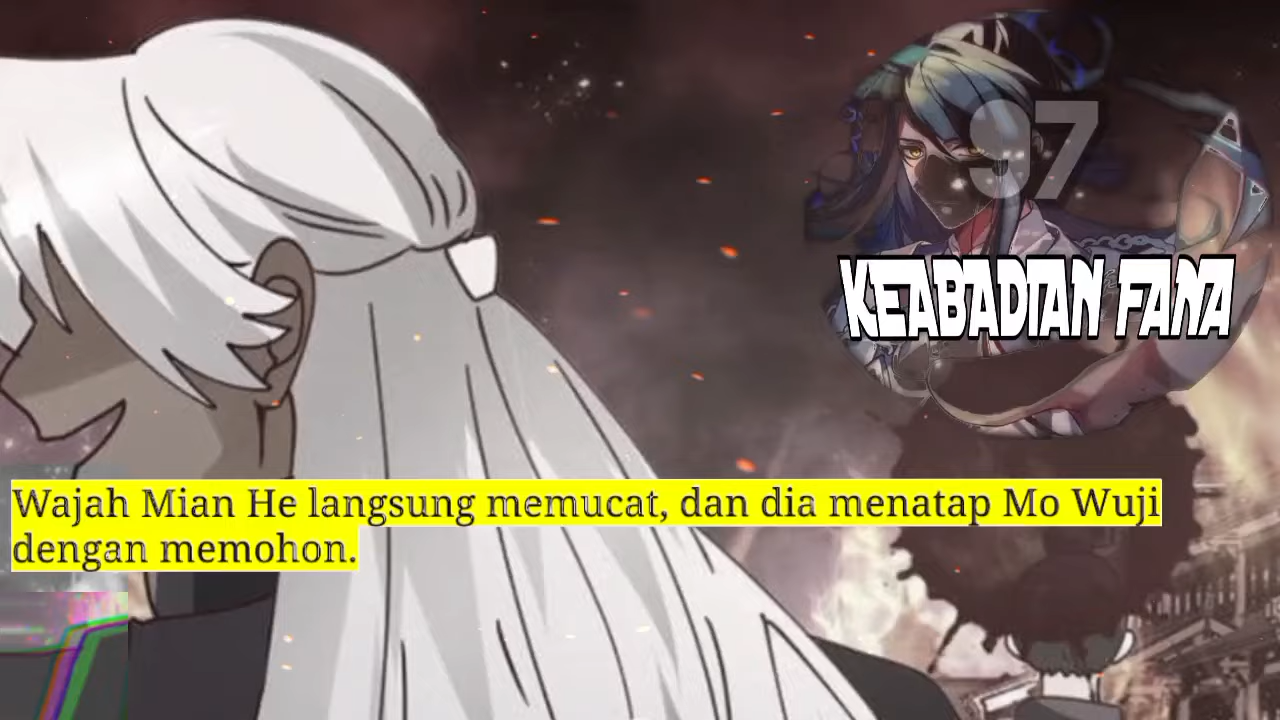 97
KEABADIAN FANA
Wajah Mian He langsung memucat, dan dia menatap Mo Wuji
dengan memohon.